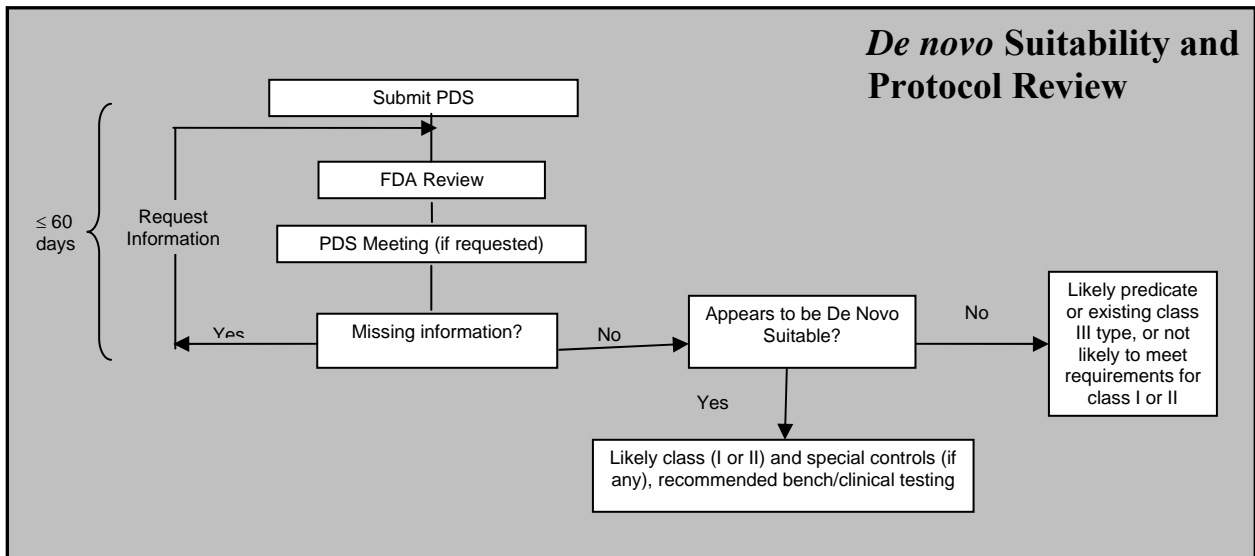 De novo Suitability and
Protocol Review
Submit PDS
FDA Review
≤ 60
days
Request
Information
PDS Meeting (if requested)
Missing information?
Yes
No
Appears to be De Novo
Suitable?
No
Likely predicate
or existing class
III type, or not
likely to meet
requirements for
class I or II
Yes
Likely class (I or II) and special controls (if
any), recommended bench/clinical testing